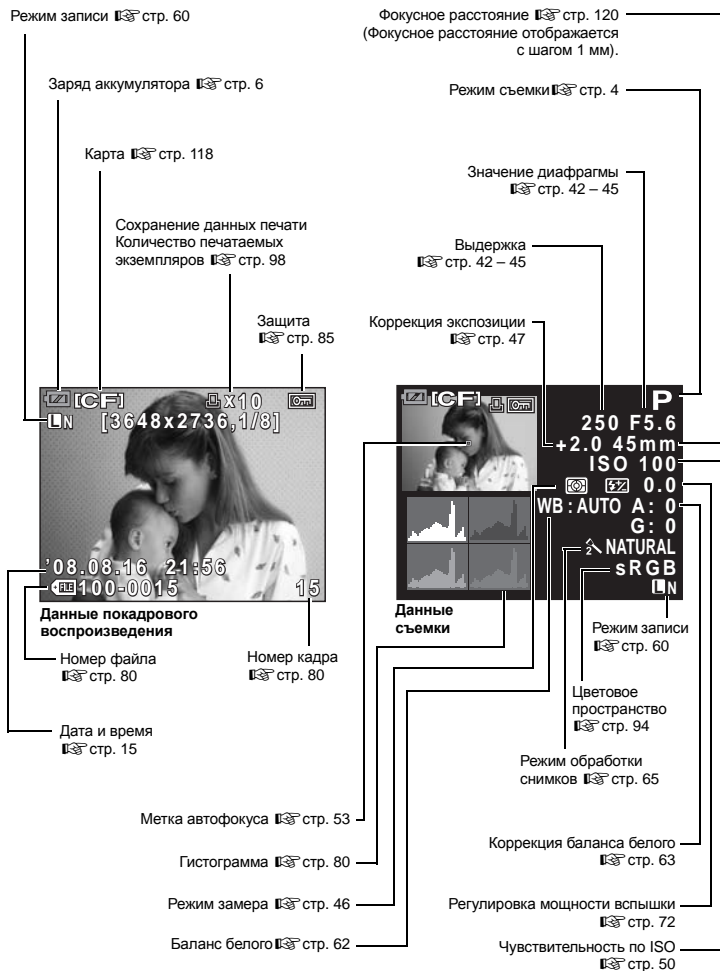 Режим записи ☞ стр. 60
Фокусное расстояние ☞ стр. 120
(Фокусное расстояние отображается
с шагом 1 мм).
Заряд аккумулятора ☞ стр. 6
Режим съемки ☞ стр. 4
Карта ☞ стр. 118
Значение диафрагмы
☞ стр. 42 – 45
Сохранение данных печати
Количество печатаемых
экземпляров ☞ стр. 98
Выдержка
☞ стр. 42 – 45
Защита
☞ стр. 85
Коррекция экспозиции
☞ стр. 47
[CF] x10
LN [3648x2736,1/8]
'08.08.16 21:56
FILE 100-0015 15
Данные покадрового
воспроизведения
[CF] P
250 F5.6
+2.0 45mm
ISO 100
0.0
WB : AUTO A: 0
G: 0
2 NATURAL
sRGB
LN
Данные
съемки
Номер файла
☞ стр. 80
Номер кадра
☞ стр. 80
Режим записи
☞ стр. 60
Дата и время
☞ стр. 15
Цветовое
пространство
☞ стр. 94
Режим обработки
снимков ☞ стр. 65
Метка автофокуса ☞ стр. 53
Гистограмма ☞ стр. 80
Коррекция баланса белого
☞ стр. 63
Режим замера ☞ стр. 46
Регулировка мощности вспышки
☞ стр. 72
Баланс белого ☞ стр. 62
Чувствительность по ISO
☞ стр. 50